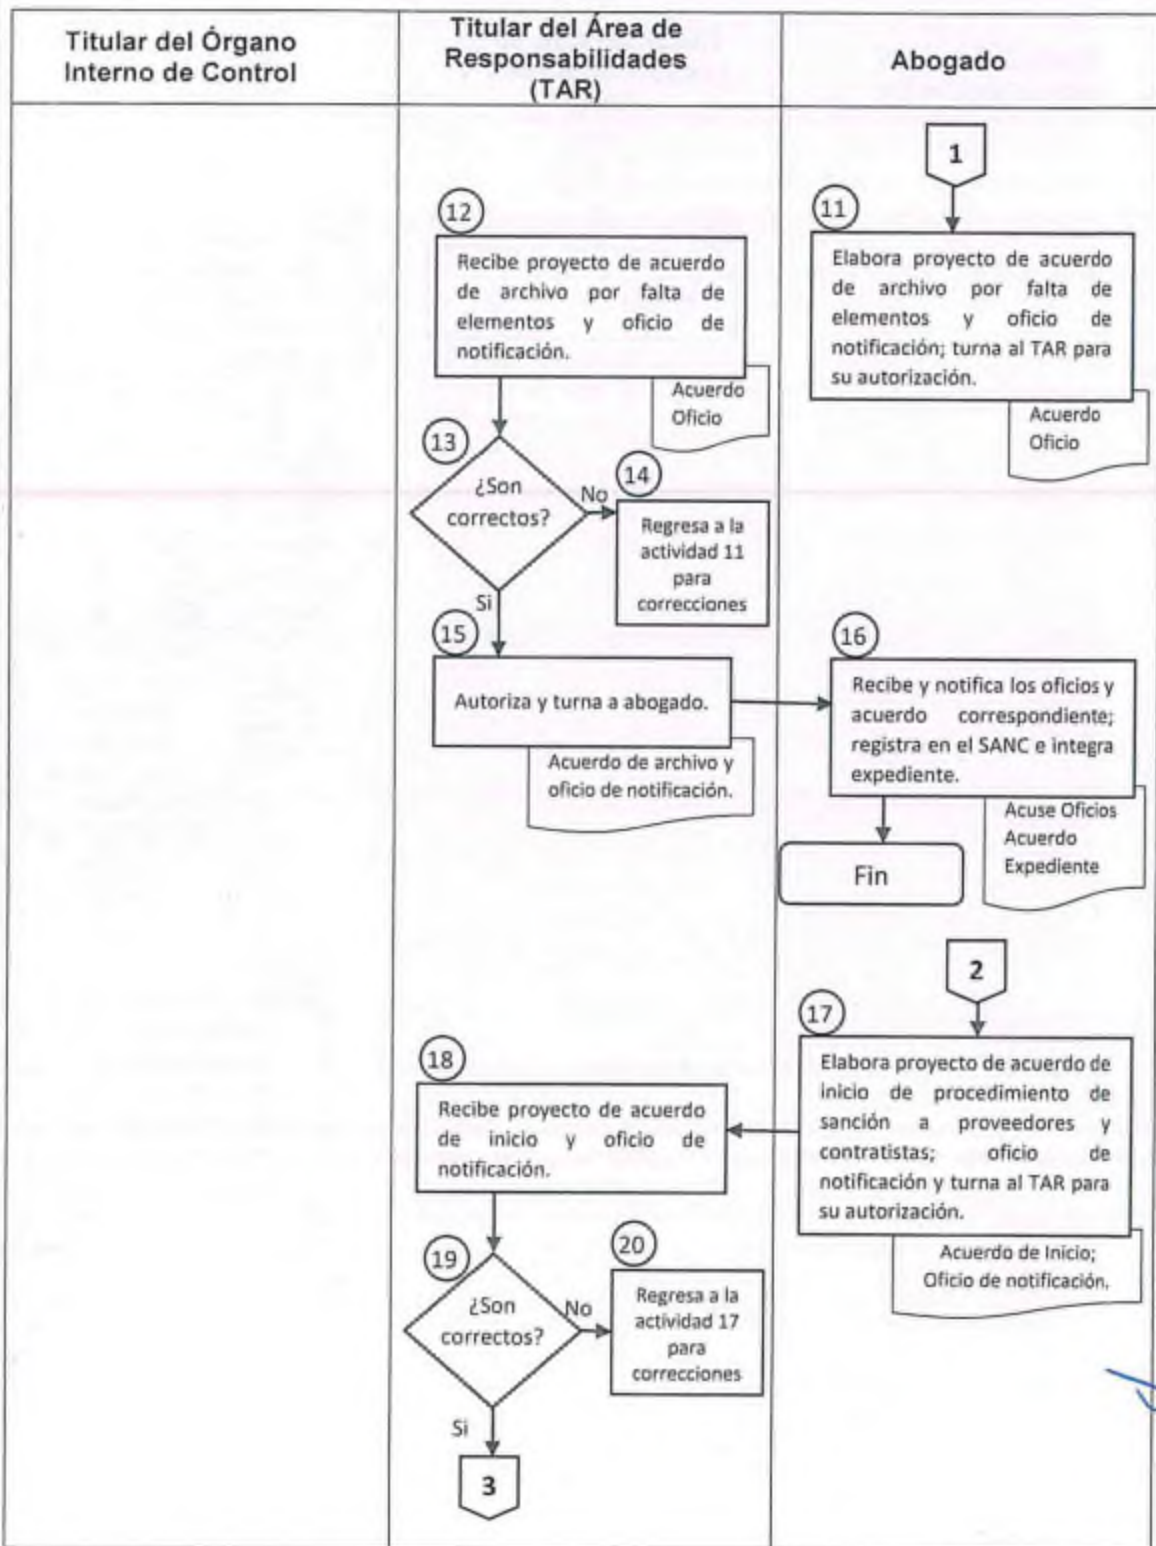 Titular del Órgano
Interno de Control
Titular del Área de
Responsabilidades
(TAR)
Abogado
1
11
Elabora proyecto de acuerdo
de archivo por falta de
elementos y oficio de
notificación; turna al TAR para
su autorización.
Acuerdo
Oficio
12
Recibe proyecto de acuerdo
de archivo por falta de
elementos y oficio de
notificación.
Acuerdo
Oficio
13
¿Son
correctos?
No
14
Regresa a la
actividad 11
para
correcciones
Si
15
Autoriza y turna a abogado.
Acuerdo de archivo y
oficio de notificación.
16
Recibe y notifica los oficios y
acuerdo correspondiente;
registra en el SANC e integra
expediente.
Acuse Oficios
Acuerdo
Expediente
Fin
2
17
Elabora proyecto de acuerdo de
inicio de procedimiento de
sanción a proveedores y
contratistas; oficio de
notificación y turna al TAR para
su autorización.
Acuerdo de Inicio;
Oficio de notificación.
18
Recibe proyecto de acuerdo
de inicio y oficio de
notificación.
19
¿Son
correctos?
No
20
Regresa a la
actividad 17
para
correcciones
Si
3